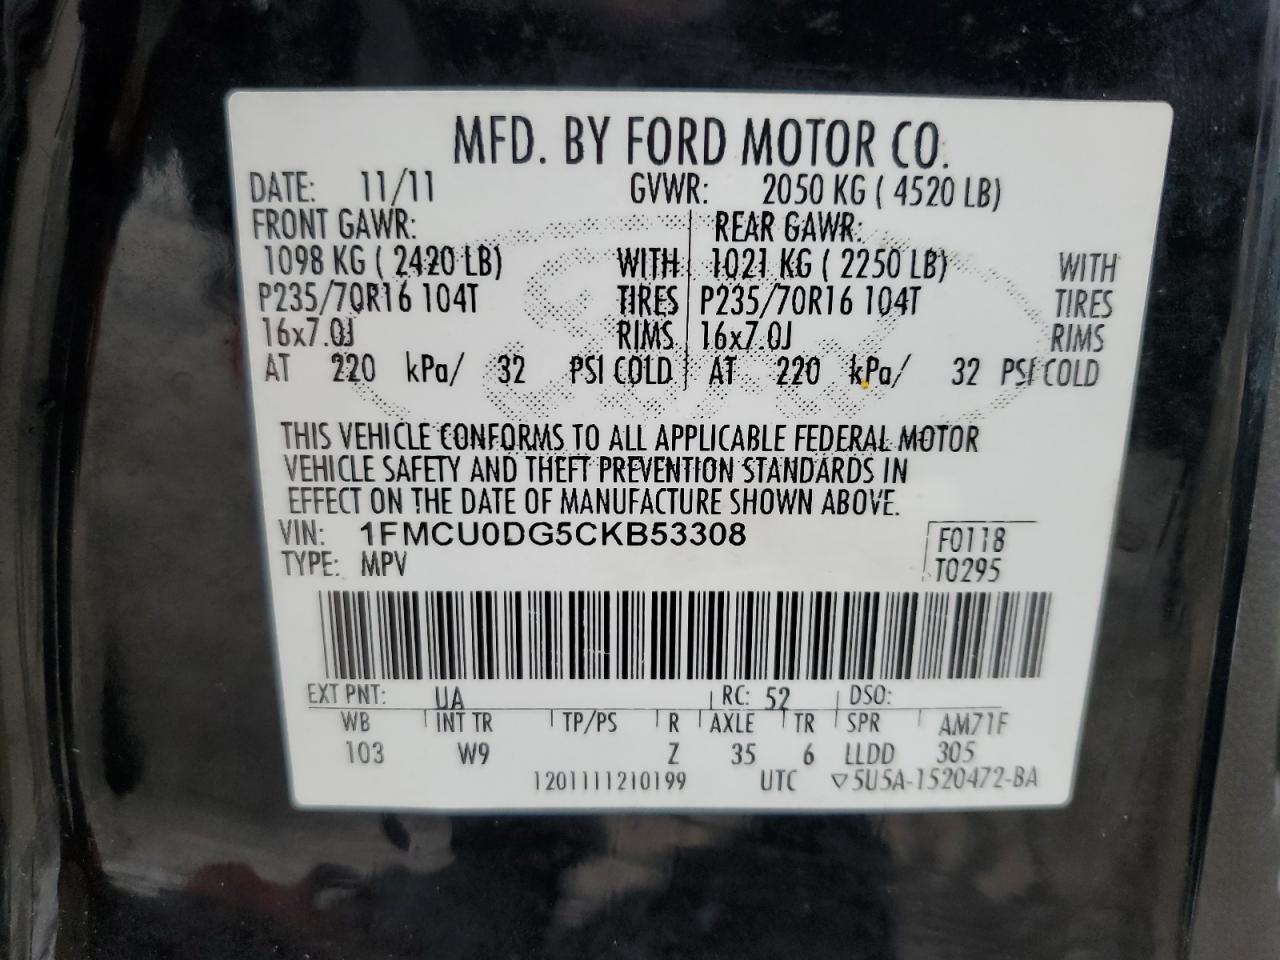 MFD. BY FORD MOTOR CO.
DATE: 11/11 GVWR: 2050 KG ( 4520 LB)
FRONT GAWR: REAR GAWR:
1098 KG ( 2420 LB) WITH 1021 KG ( 2250 LB) WITH
P235/70R16 104T TIRES P235/70R16 104T TIRES
16x7.0J RIMS 16x7.0J RIMS
AT 220 kPa/ 32 PSI COLD AT 220 kPa/ 32 PSI COLD
THIS VEHICLE CONFORMS TO ALL APPLICABLE FEDERAL MOTOR
VEHICLE SAFETY AND THEFT PREVENTION STANDARDS IN
EFFECT ON THE DATE OF MANUFACTURE SHOWN ABOVE.
VIN: 1FMCU0DG5CKB53308 F0118
TYPE: MPV T0295
EXT PNT: UA RC: 52 DSO:
WB INT TR TP/PS R AXLE TR SPR AM71F
103 W9 Z 35 6 LLDD 305
1201111210199 UTC ▽5U5A-1520472-BA